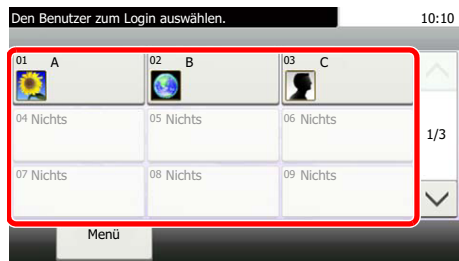 Den Benutzer zum Login auswählen. 10:10
01 A 02 B 03 C
04 Nichts 05 Nichts 06 Nichts
1/3
07 Nichts 08 Nichts 09 Nichts
Menü